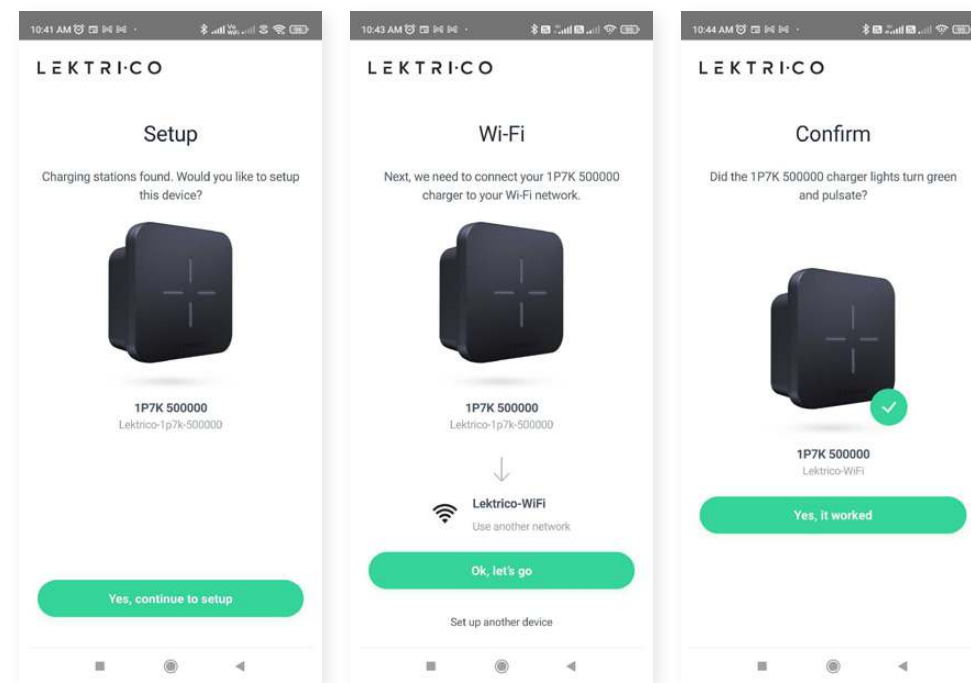 10:41 AM
LEKTRI·CO
Setup
Charging stations found. Would you like to setup
this device?
1P7K 500000
Lektrico-1p7k-500000
Yes, continue to setup
10:43 AM
LEKTRI·CO
Wi-Fi
Next, we need to connect your 1P7K 500000
charger to your Wi-Fi network.
1P7K 500000
Lektrico-1p7k-500000
Lektrico-WiFi
Use another network
Ok, let's go
Set up another device
10:44 AM
LEKTRI·CO
Confirm
Did the 1P7K 500000 charger lights turn green
and pulsate?
1P7K 500000
Lektrico-WiFi
Yes, it worked